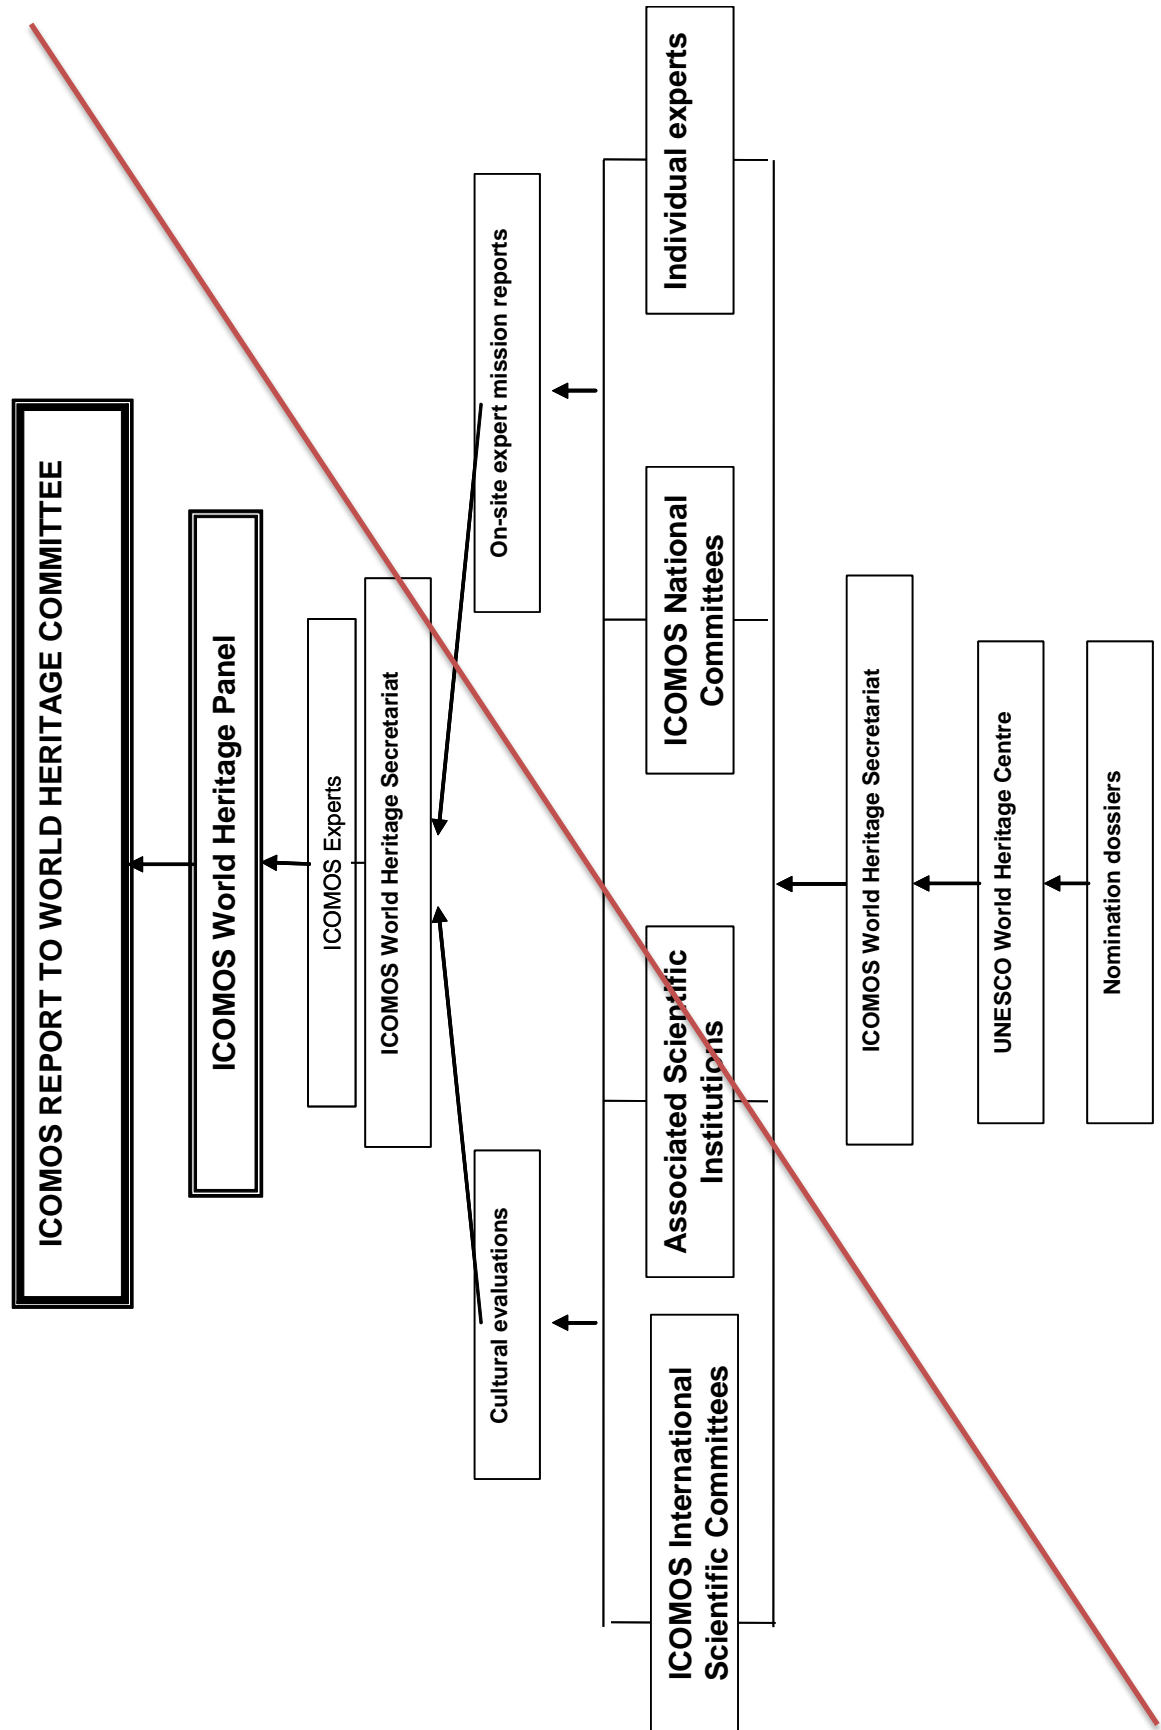 ICOMOS REPORT TO WORLD HERITAGE COMMITTEE
ICOMOS World Heritage Panel
ICOMOS Experts
ICOMOS World Heritage Secretariat
Cultural evaluations
On-site expert mission reports
ICOMOS International
Scientific Committees
Associated Scientific
Institutions
ICOMOS National
Committees
Individual experts
ICOMOS World Heritage Secretariat
UNESCO World Heritage Centre
Nomination dossiers